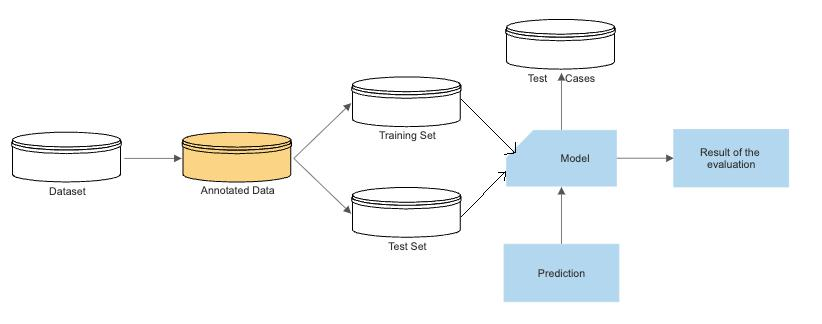 Test Cases
Training Set
Dataset
Annotated Data
Model
Result of the
evaluation
Test Set
Prediction